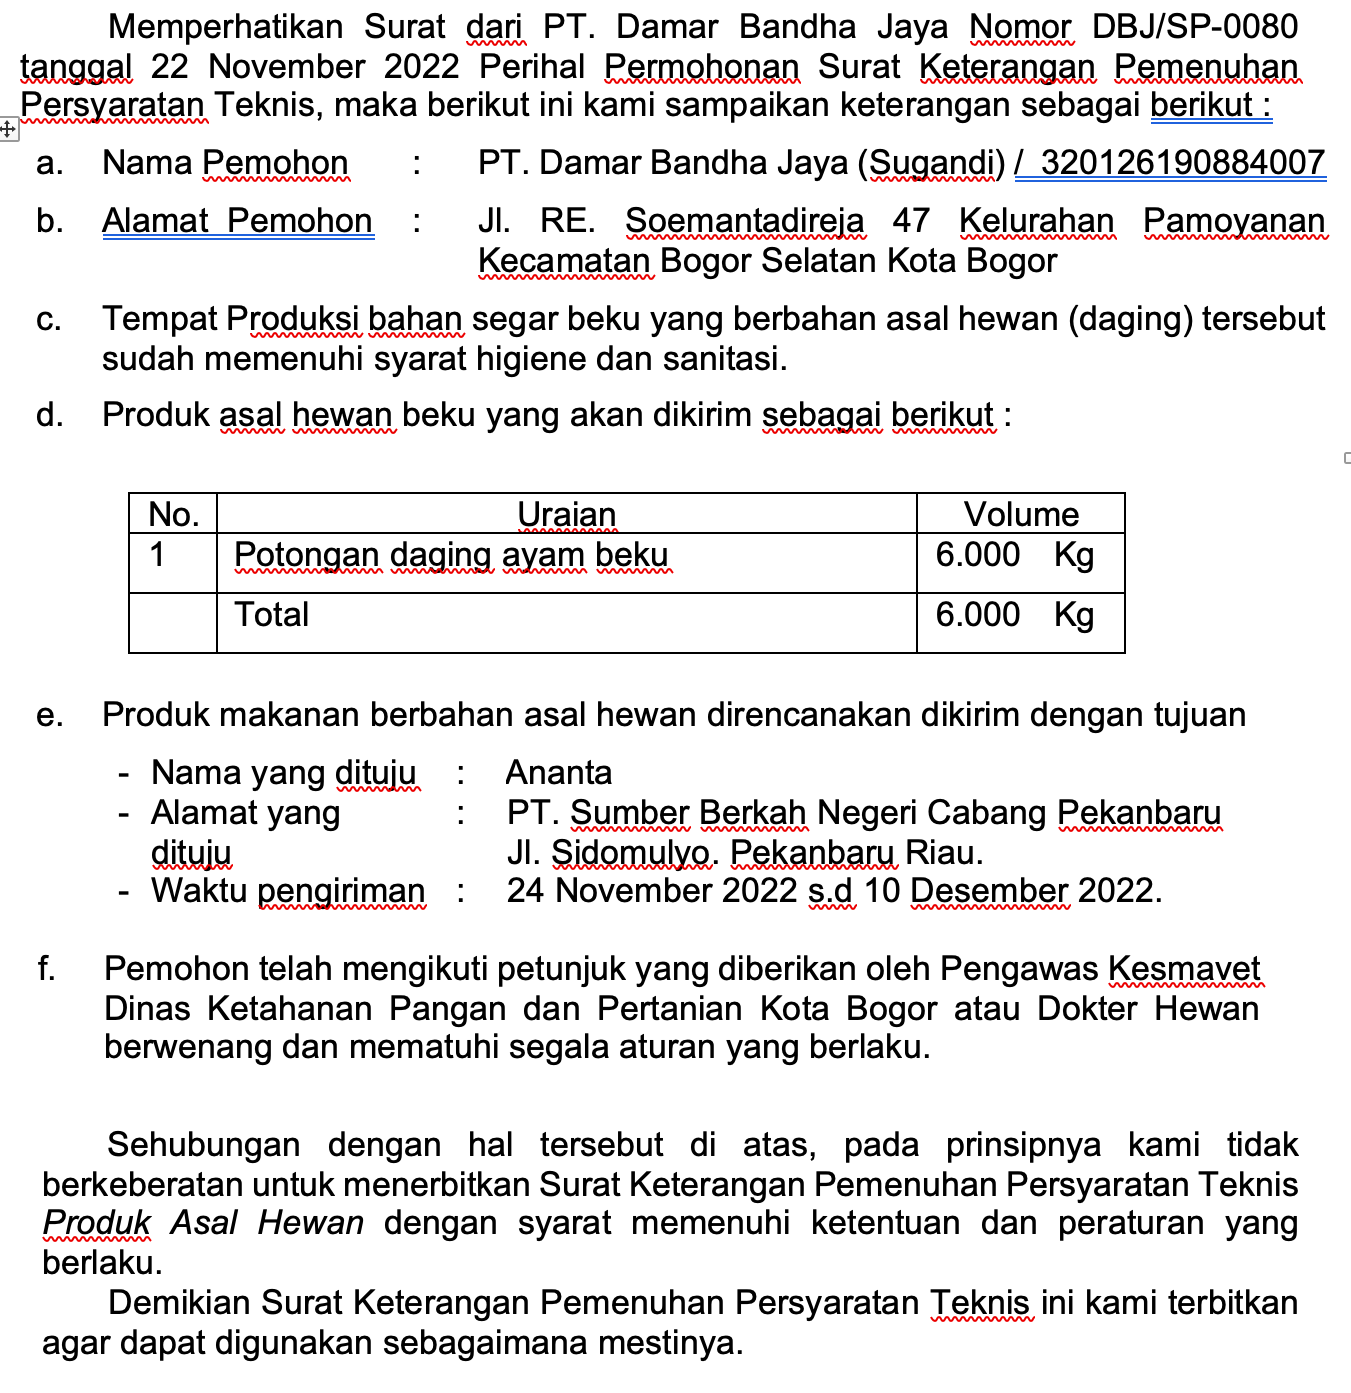 Memperhatikan Surat dari PT. Damar Bandha Jaya Nomor DBJ/SP-0080
tanggal 22 November 2022 Perihal Permohonan Surat Keterangan Pemenuhan
Persyaratan Teknis, maka berikut ini kami sampaikan keterangan sebagai berikut :
a. Nama Pemohon : PT. Damar Bandha Jaya (Sugandi) / 320126190884007
b. Alamat Pemohon : Jl. RE. Soemantadireja 47 Kelurahan Pamoyanan
Kecamatan Bogor Selatan Kota Bogor
c. Tempat Produksi bahan segar beku yang berbahan asal hewan (daging) tersebut
sudah memenuhi syarat higiene dan sanitasi.
d. Produk asal hewan beku yang akan dikirim sebagai berikut :
No. Uraian Volume
1 Potongan daging ayam beku 6.000 Kg
Total 6.000 Kg
e. Produk makanan berbahan asal hewan direncanakan dikirim dengan tujuan
- Nama yang dituju : Ananta
- Alamat yang : PT. Sumber Berkah Negeri Cabang Pekanbaru
dituju Jl. Sidomulyo. Pekanbaru Riau.
- Waktu pengiriman : 24 November 2022 s.d 10 Desember 2022.
f. Pemohon telah mengikuti petunjuk yang diberikan oleh Pengawas Kesmavet
Dinas Ketahanan Pangan dan Pertanian Kota Bogor atau Dokter Hewan
berwenang dan mematuhi segala aturan yang berlaku.
Sehubungan dengan hal tersebut di atas, pada prinsipnya kami tidak
berkeberatan untuk menerbitkan Surat Keterangan Pemenuhan Persyaratan Teknis
Produk Asal Hewan dengan syarat memenuhi ketentuan dan peraturan yang
berlaku.
Demikian Surat Keterangan Pemenuhan Persyaratan Teknis ini kami terbitkan
agar dapat digunakan sebagaimana mestinya.